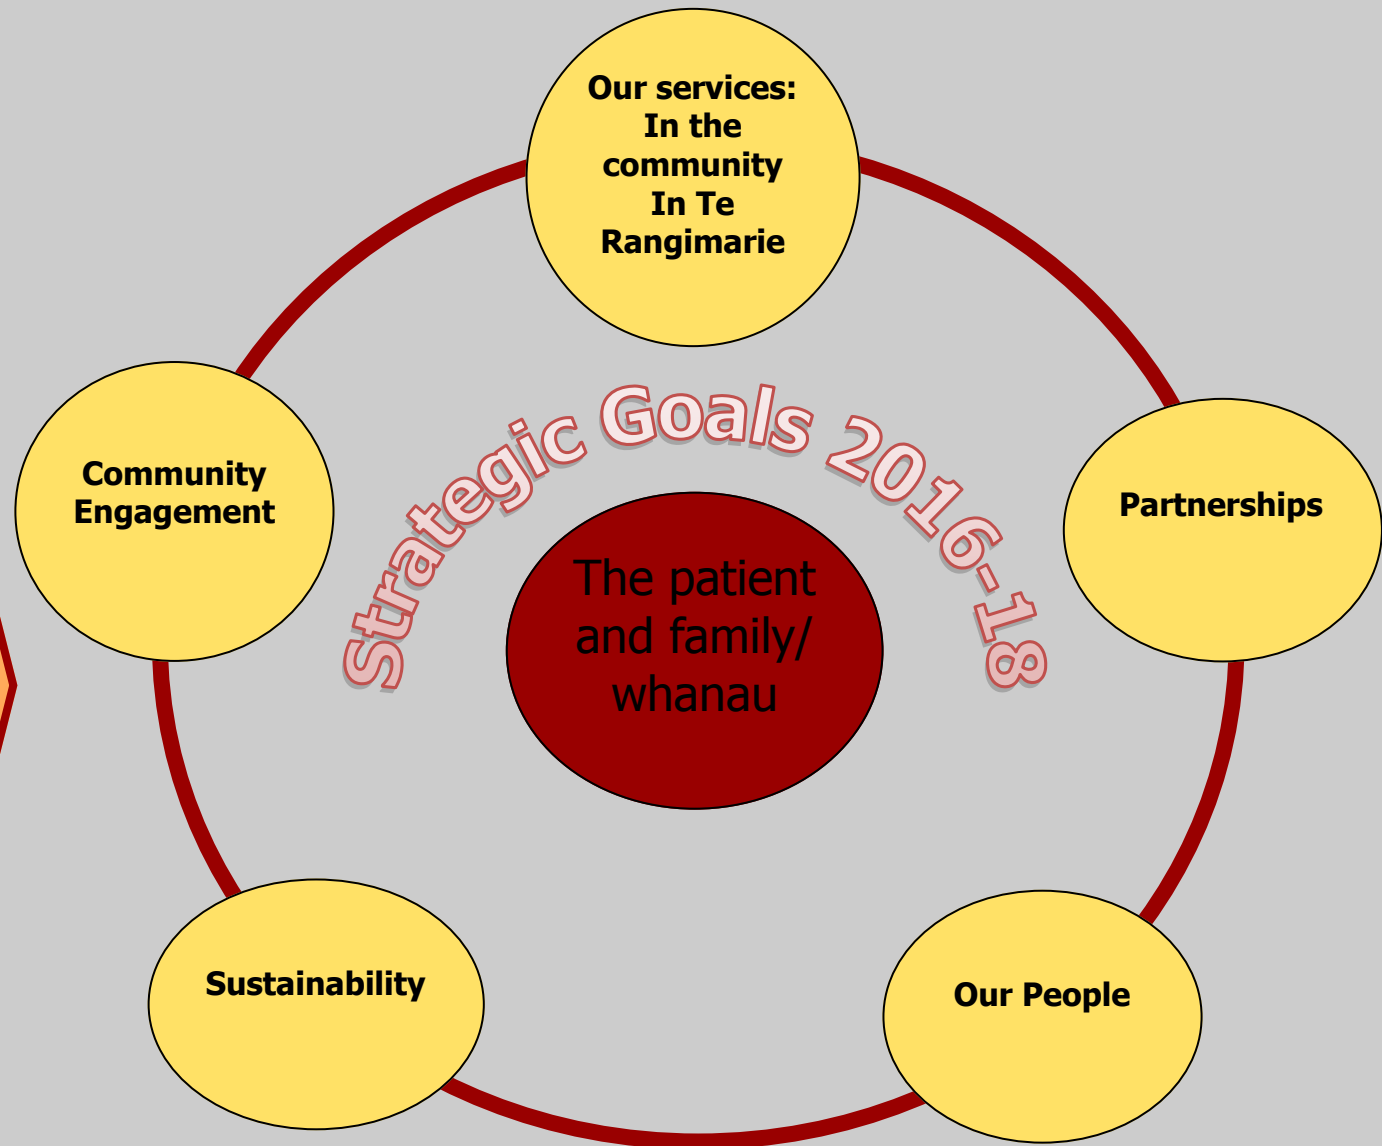 Our services:
In the
community
In Te
Rangimarie
Community
Engagement
Partnerships
Strategic Goals 2016-18
The patient
and family/
whanau
Sustainability
Our People